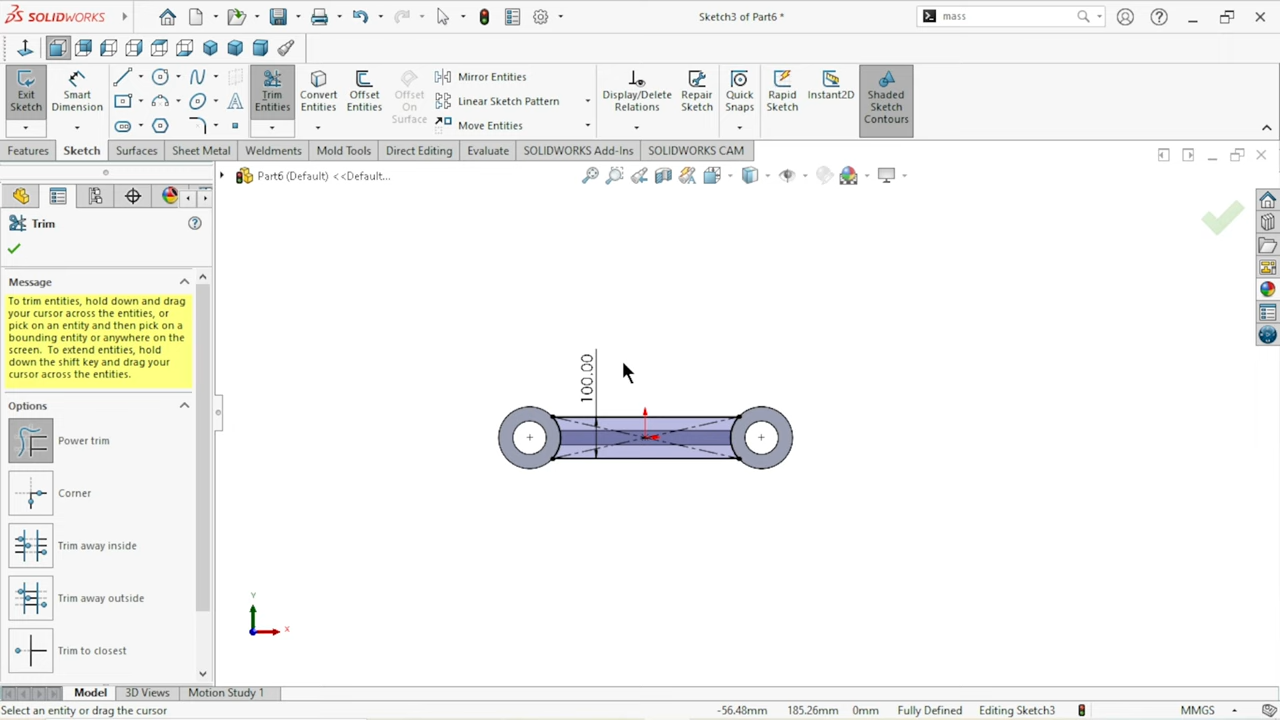 SOLIDWORKS
Sketch3 of Part6 *
mass
Exit Sketch
Smart Dimension
Trim Entities
Convert Entities
Offset Entities
Offset On Surface
Mirror Entities
Linear Sketch Pattern
Move Entities
Display/Delete Relations
Repair Sketch
Quick Snaps
Rapid Sketch
Instant2D
Shaded Sketch Contours
Features
Sketch
Surfaces
Sheet Metal
Weldments
Mold Tools
Direct Editing
Evaluate
SOLIDWORKS Add-Ins
SOLIDWORKS CAM
Part6 (Default) <<Default...
Trim
Message
To trim entities, hold down and drag
your cursor across the entities, or
pick on an entity and then pick on a
bounding entity or anywhere on the
screen. To extend entities, hold
down the shift key and drag your
cursor across the entities.
Options
Power trim
Corner
Trim away inside
Trim away outside
Trim to closest
100.00
Y
X
Model
3D Views
Motion Study 1
Select an entity or drag the cursor
-56.48mm
185.26mm
0mm
Fully Defined
Editing Sketch3
MMGS